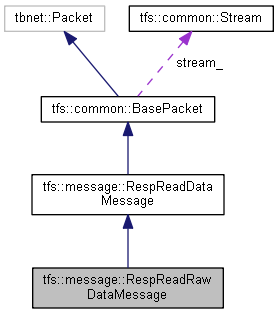 tbnet::Packet
tfs::common::Stream
stream_
tfs::common::BasePacket
tfs::message::RespReadData
Message
tfs::message::RespReadRaw
DataMessage